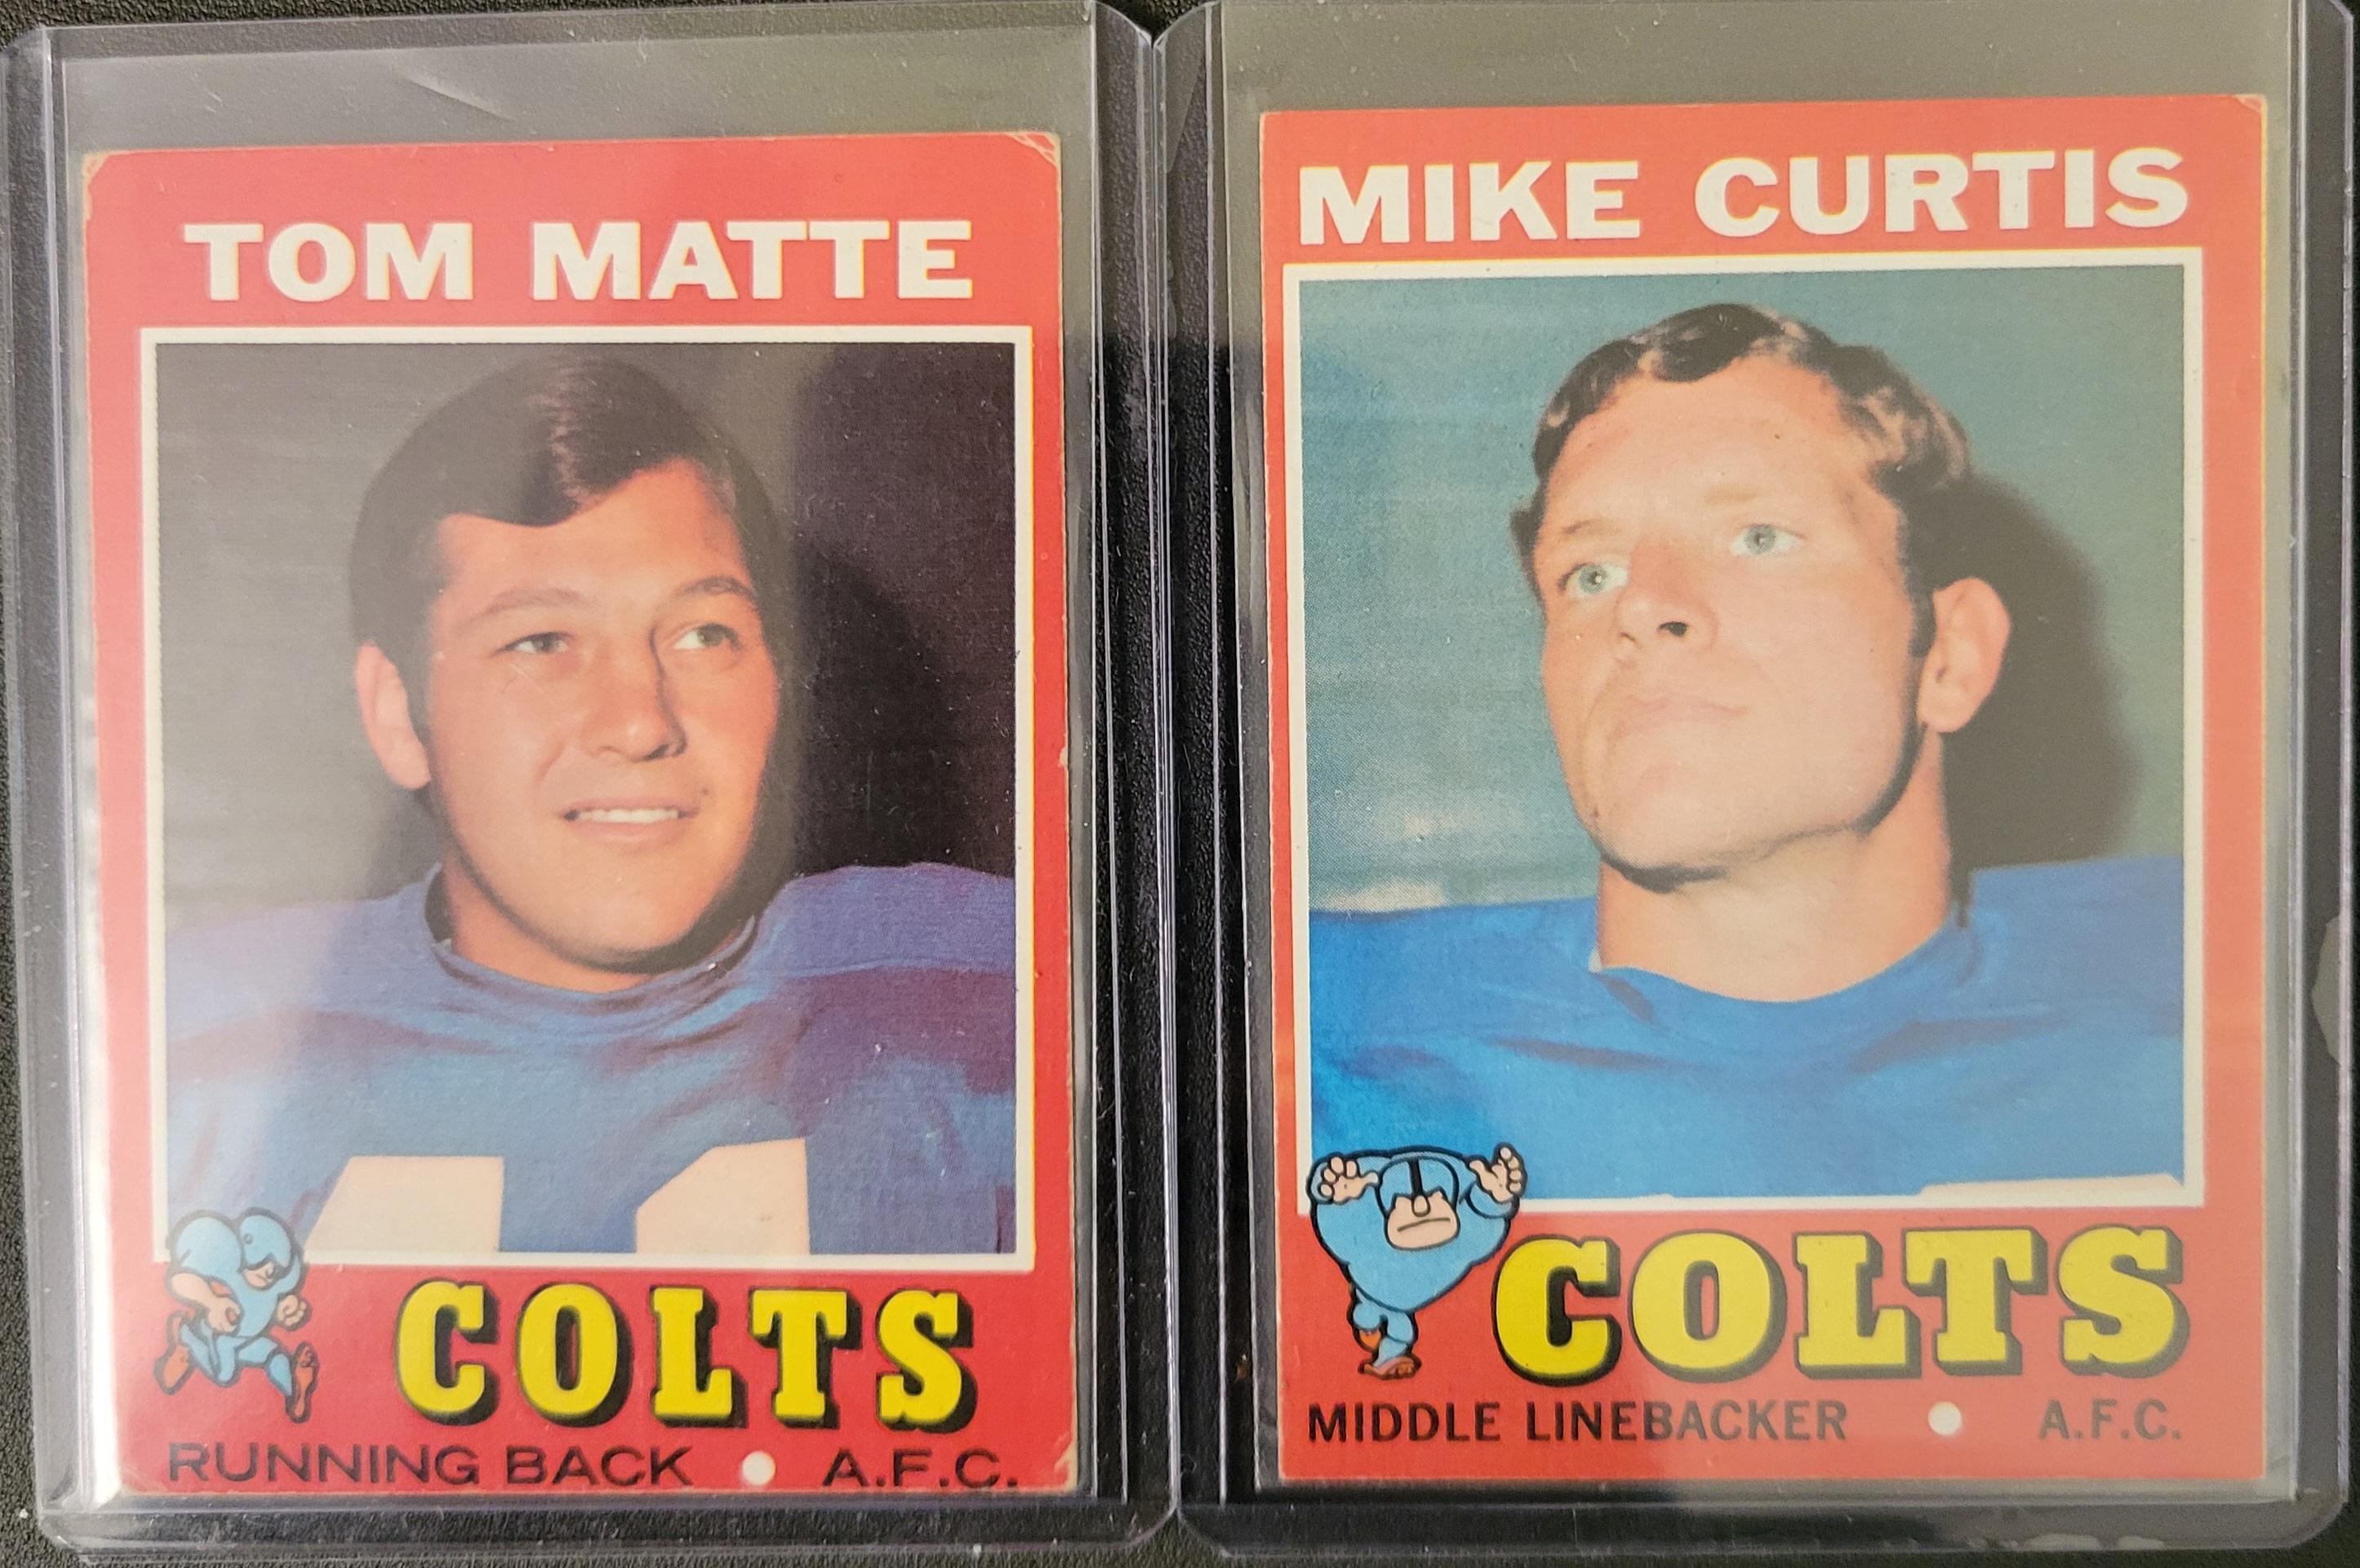 TOM MATTE
COLTS
RUNNING BACK • A.F.C.
MIKE CURTIS
COLTS
MIDDLE LINEBACKER • A.F.C.